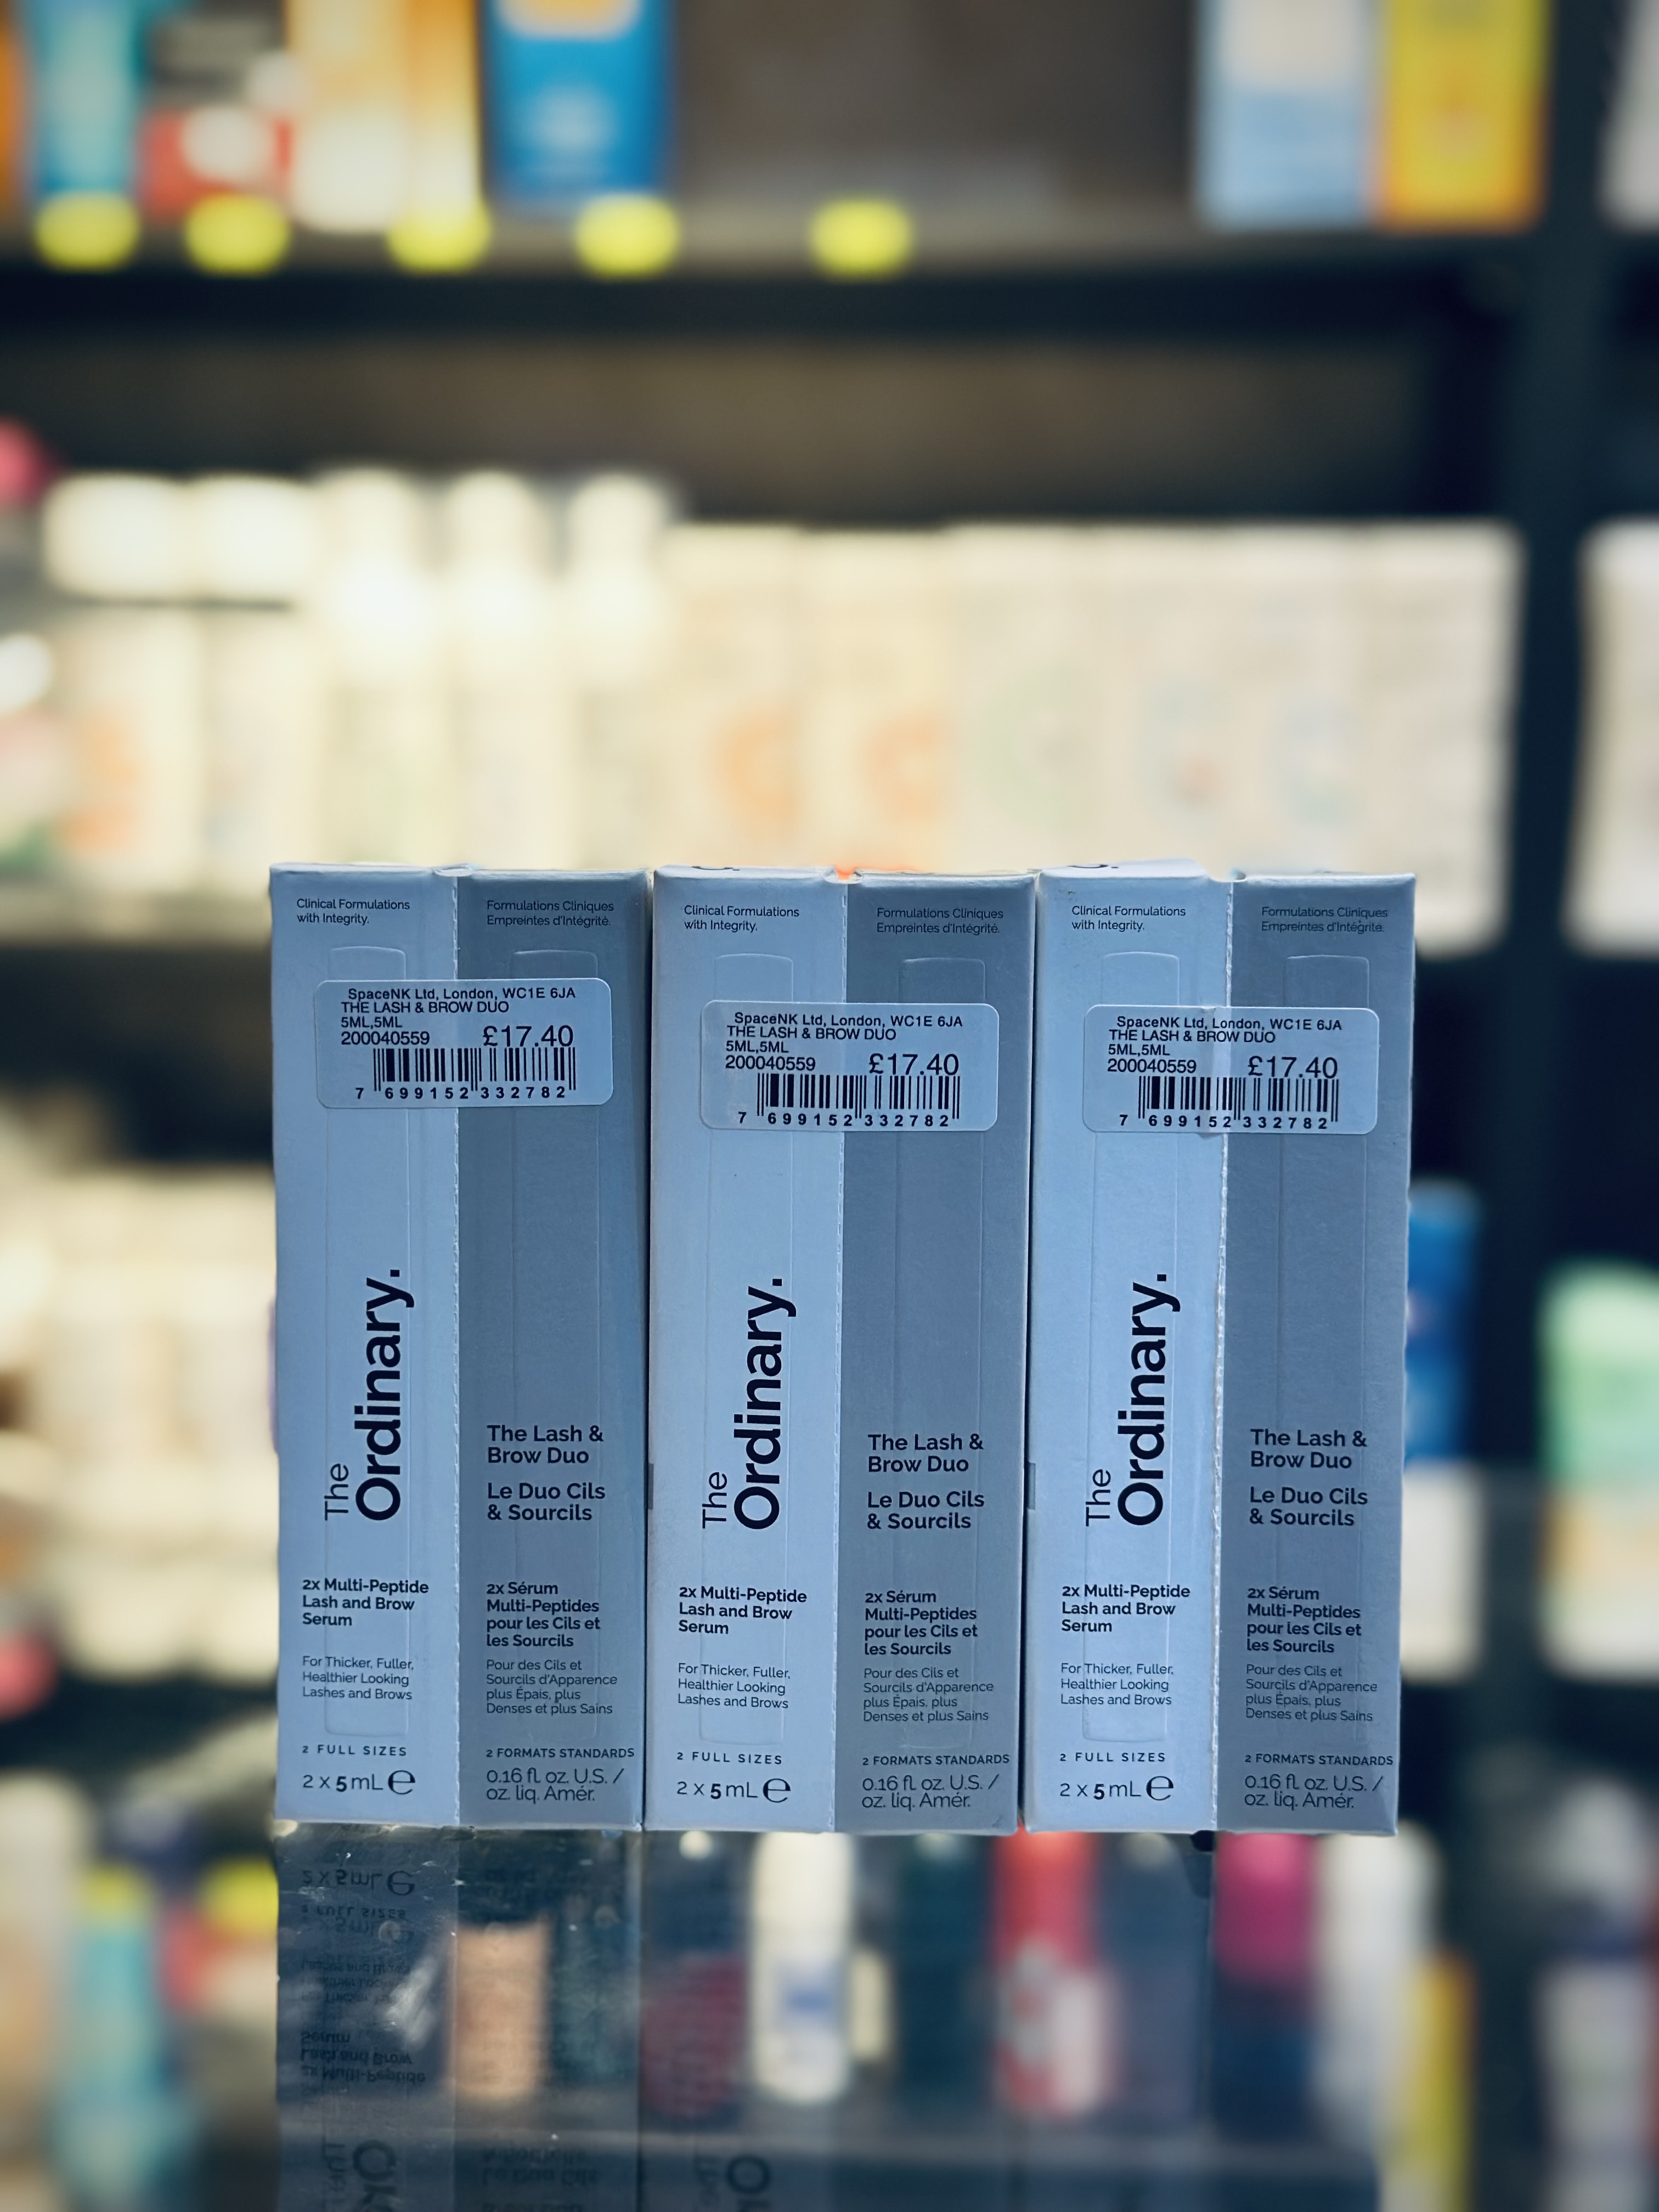 Clinical Formulations
with Integrity.
Formulations Cliniques
Empreintes d'Intégrité.
SpaceNK Ltd, London, WC1E 6JA
THE LASH & BROW DUO
5ML,5ML
200040559 £17.40
7 699152 332782
The
Ordinary.
The Lash &
Brow Duo
Le Duo Cils
& Sourcils
2x Multi-Peptide
Lash and Brow
Serum
2x Sérum
Multi-Peptides
pour les Cils et
les Sourcils
For Thicker, Fuller,
Healthier Looking
Lashes and Brows
Pour des Cils et
Sourcils d'Apparence
plus Épais, plus
Denses et plus Sains
2 FULL SIZES
2 x 5 mL e
2 FORMATS STANDARDS
0.16 fl. oz. U.S. /
oz. liq. Amér.
Clinical Formulations
with Integrity.
Formulations Cliniques
Empreintes d'Intégrité.
SpaceNK Ltd, London, WC1E 6JA
THE LASH & BROW DUO
5ML,5ML
200040559 £17.40
7 699152 332782
The
Ordinary.
The Lash &
Brow Duo
Le Duo Cils
& Sourcils
2x Multi-Peptide
Lash and Brow
Serum
2x Sérum
Multi-Peptides
pour les Cils et
les Sourcils
For Thicker, Fuller,
Healthier Looking
Lashes and Brows
Pour des Cils et
Sourcils d'Apparence
plus Épais, plus
Denses et plus Sains
2 FULL SIZES
2 x 5 mL e
2 FORMATS STANDARDS
0.16 fl. oz. U.S. /
oz. liq. Amér.
Clinical Formulations
with Integrity.
Formulations Cliniques
Empreintes d'Intégrité.
SpaceNK Ltd, London, WC1E 6JA
THE LASH & BROW DUO
5ML,5ML
200040559 £17.40
7 699152 332782
The
Ordinary.
The Lash &
Brow Duo
Le Duo Cils
& Sourcils
2x Multi-Peptide
Lash and Brow
Serum
2x Sérum
Multi-Peptides
pour les Cils et
les Sourcils
For Thicker, Fuller,
Healthier Looking
Lashes and Brows
Pour des Cils et
Sourcils d'Apparence
plus Épais, plus
Denses et plus Sains
2 FULL SIZES
2 x 5 mL e
2 FORMATS STANDARDS
0.16 fl. oz. U.S. /
oz. liq. Amér.